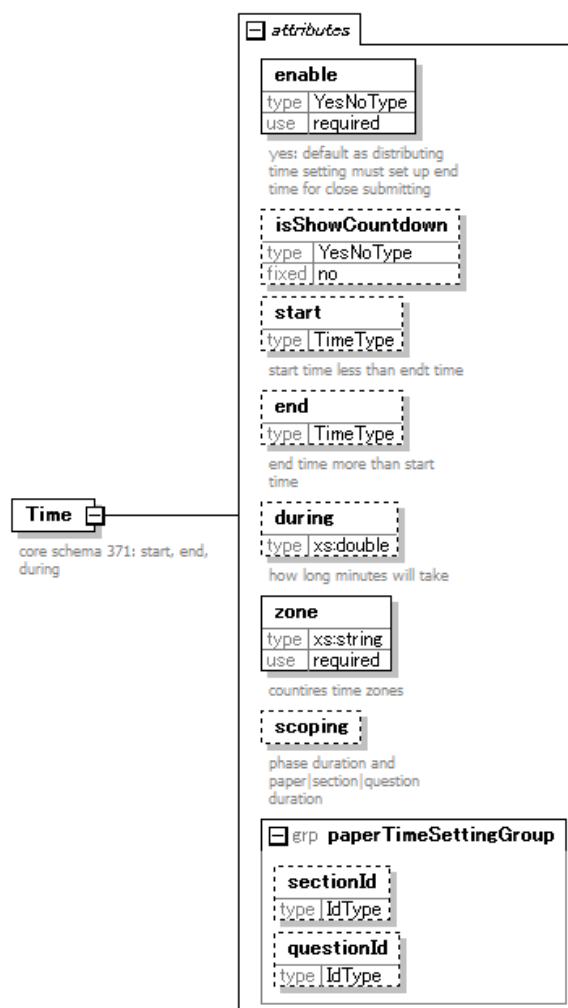 attributes
enable
type YesNoType
use required
yes: default as distributing
time setting must set up end
time for close submitting
isShowCountdown
type YesNoType
fixed no
start
type TimeType
start time less than endt time
end
type TimeType
end time more than start
time
Time
core schema 371: start, end,
during
during
type xs:double
how long minutes will take
zone
type xs:string
use required
countires time zones
scoping
phase duration and
paper|section|question
duration
grp paperTimeSettingGroup
sectionId
type IdType
questionId
type IdType